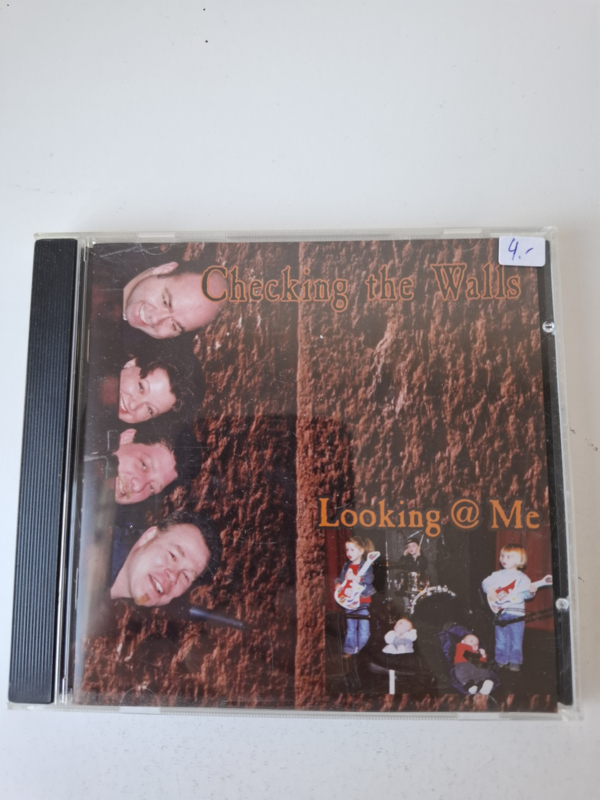 4.-
Checking the Walls
Looking @ Me